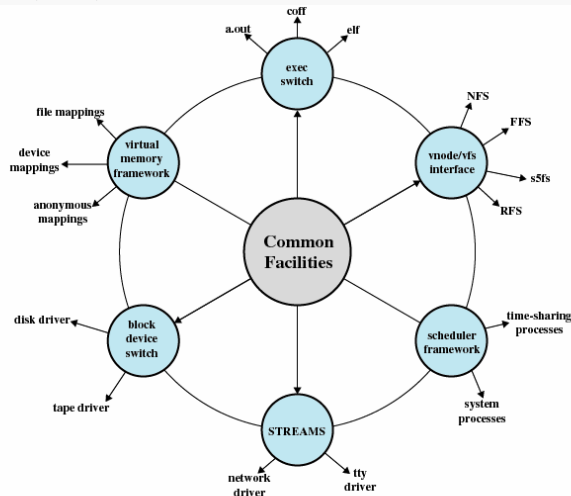 coff
a.out
elf
exec
switch
file mappings
device
mappings
anonymous
mappings
virtual
memory
framework
NFS
FFS
s5fs
RFS
vnode/vfs
interface
Common
Facilities
disk driver
tape driver
block
device
switch
time-sharing
processes
scheduler
framework
system
processes
STREAMS
network
driver
tty
driver